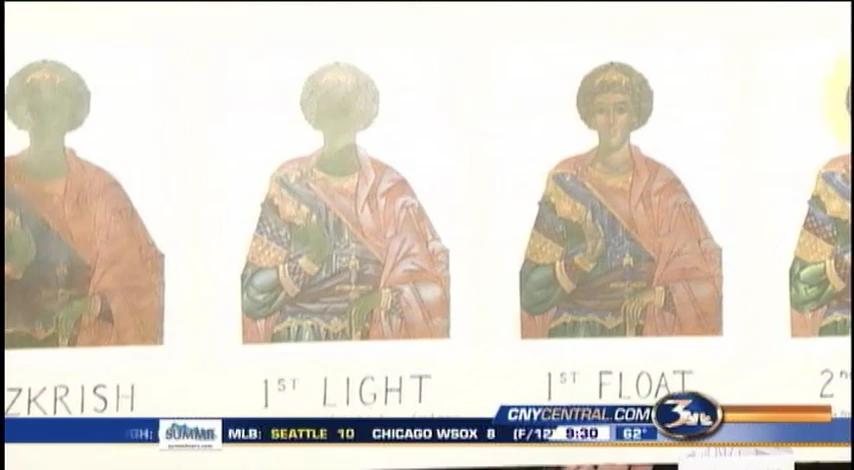 ZKRISH
1ST LIGHT
1ST FLOAT
2n
CNYCENTRAL.COM
3
SUMMIT
MLB: SEATTLE 10 CHICAGO WSOX 8 (F/12
9:30
62°